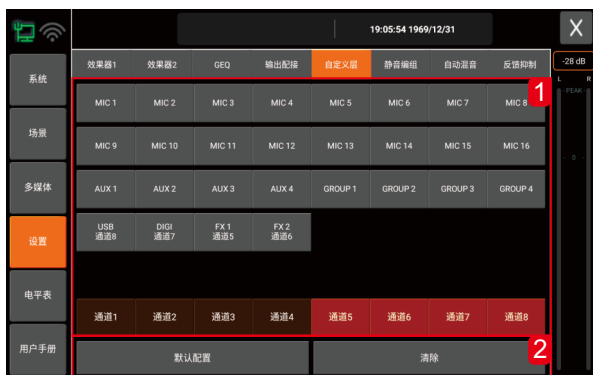 19:05:54 1969/12/31
X
系统
场景
多媒体
设置
电平表
用户手册
效果器1 效果器2 GEQ 输出配接 自定义层 静音编组 自动混音 反馈抑制
-28 dB
L R
PEAK
0
1
MIC 1 MIC 2 MIC 3 MIC 4 MIC 5 MIC 6 MIC 7 MIC 8
MIC 9 MIC 10 MIC 11 MIC 12 MIC 13 MIC 14 MIC 15 MIC 16
AUX 1 AUX 2 AUX 3 AUX 4 GROUP 1 GROUP 2 GROUP 3 GROUP 4
USB DIGI FX 1 FX 2
通道8 通道7 通道5 通道6
通道1 通道2 通道3 通道4 通道5 通道6 通道7 通道8
默认配置 清除
2